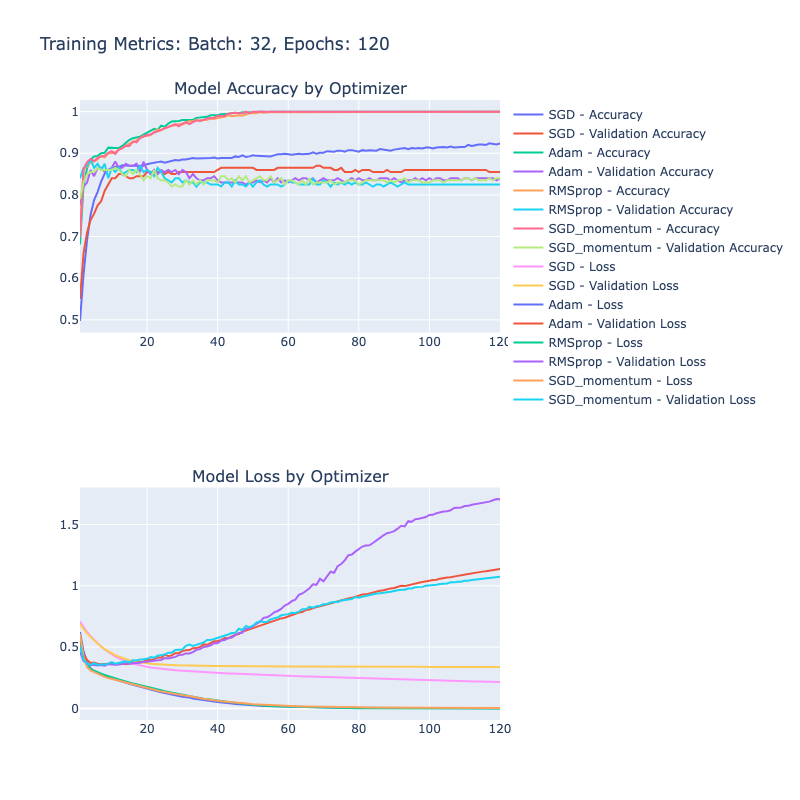 Training Metrics: Batch: 32, Epochs: 120
Model Accuracy by Optimizer
1
0.9
0.8
0.7
0.6
0.5
20 40 60 80 100 120
SGD - Accuracy
SGD - Validation Accuracy
Adam - Accuracy
Adam - Validation Accuracy
RMSprop - Accuracy
RMSprop - Validation Accuracy
SGD_momentum - Accuracy
SGD_momentum - Validation Accuracy
SGD - Loss
SGD - Validation Loss
Adam - Loss
Adam - Validation Loss
RMSprop - Loss
RMSprop - Validation Loss
SGD_momentum - Loss
SGD_momentum - Validation Loss
Model Loss by Optimizer
1.5
1
0.5
0
20 40 60 80 100 120